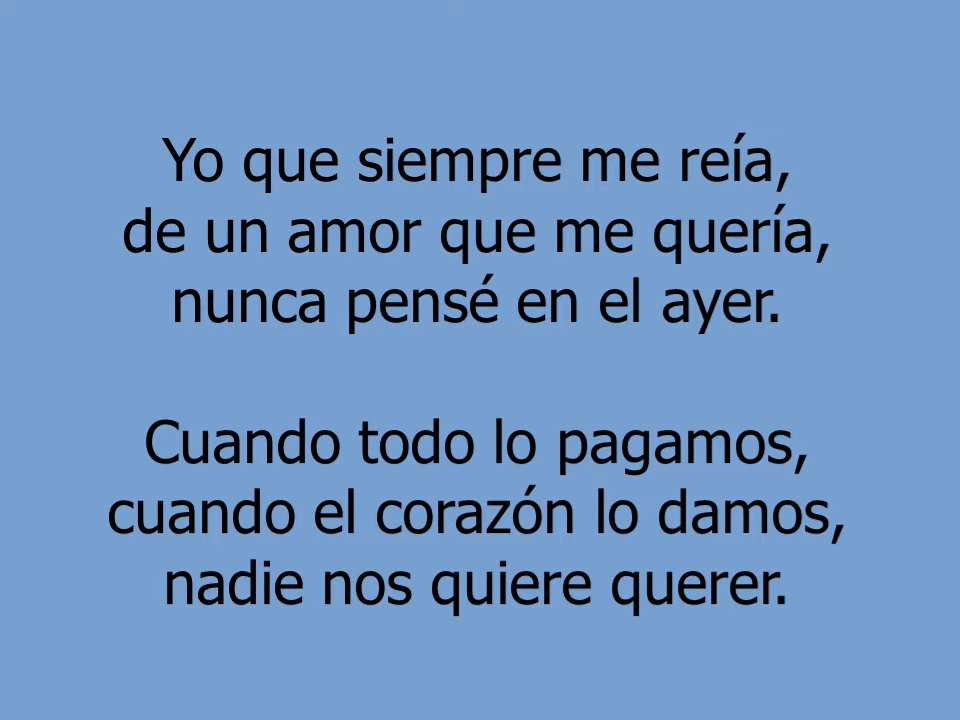 Yo que siempre me reía,
de un amor que me quería,
nunca pensé en el ayer.
Cuando todo lo pagamos,
cuando el corazón lo damos,
nadie nos quiere querer.